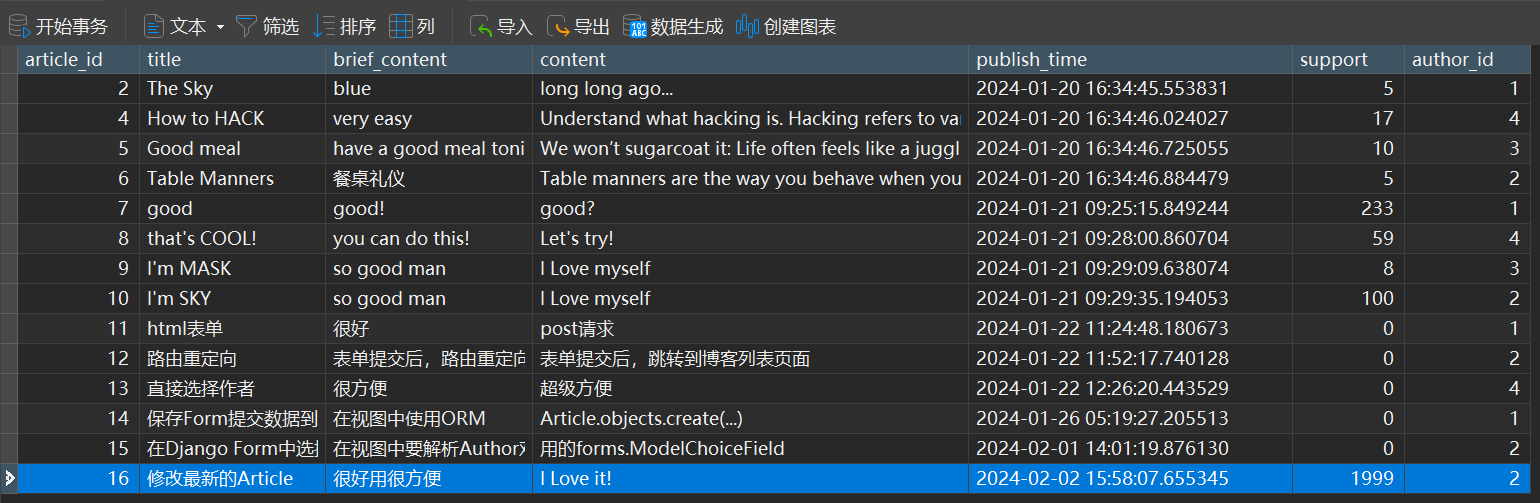 开始事务 文本 筛选 排序 列 导入 导出 数据生成 创建图表
article_id title brief_content content publish_time support author_id
2 The Sky blue long long ago... 2024-01-20 16:34:45.553831 5 1
4 How to HACK very easy Understand what hacking is. Hacking refers to va 2024-01-20 16:34:46.024027 17 4
5 Good meal have a good meal toni We won’t sugarcoat it: Life often feels like a juggl 2024-01-20 16:34:46.725055 10 3
6 Table Manners 餐桌礼仪 Table manners are the way you behave when you 2024-01-20 16:34:46.884479 5 2
7 good good! good? 2024-01-21 09:25:15.849244 233 1
8 that's COOL! you can do this! Let's try! 2024-01-21 09:28:00.860704 59 4
9 I'm MASK so good man I Love myself 2024-01-21 09:29:09.638074 8 3
10 I'm SKY so good man I Love myself 2024-01-21 09:29:35.194053 100 2
11 html表单 很好 post请求 2024-01-22 11:24:48.180673 0 1
12 路由重定向 表单提交后，路由重定向 表单提交后，跳转到博客列表页面 2024-01-22 11:52:17.740128 0 2
13 直接选择作者 很方便 超级方便 2024-01-22 12:26:20.443529 0 4
14 保存Form提交数据到 在视图中使用ORM Article.objects.create(...) 2024-01-26 05:19:27.205513 0 1
15 在Django Form中选 在视图中要解析Author 用的forms.ModelChoiceField 2024-02-01 14:01:19.876130 0 2
16 修改最新的Article 很好用很方便 I Love it! 2024-02-02 15:58:07.655345 1999 2